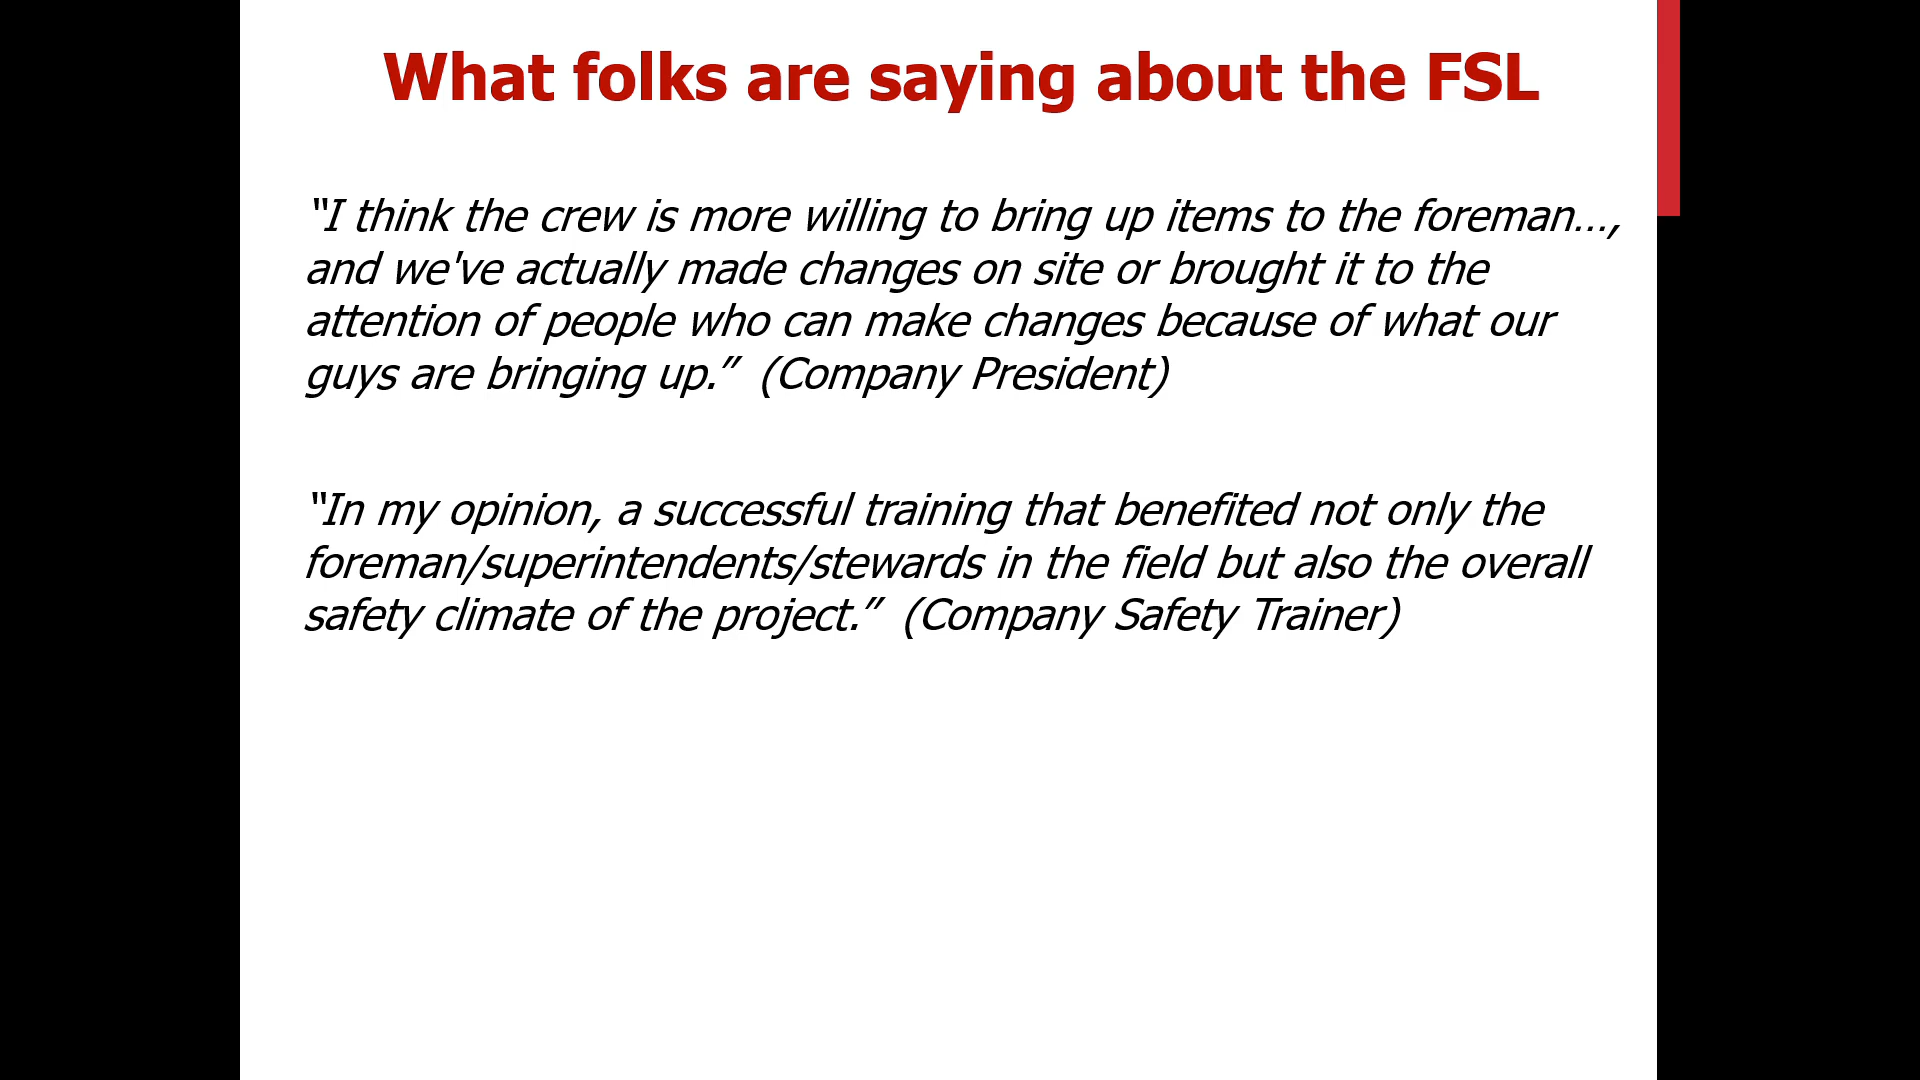 What folks are saying about the FSL
“I think the crew is more willing to bring up items to the foreman…,
and we've actually made changes on site or brought it to the
attention of people who can make changes because of what our
guys are bringing up.”  (Company President)
“In my opinion, a successful training that benefited not only the
foreman/superintendents/stewards in the field but also the overall
safety climate of the project.”  (Company Safety Trainer)